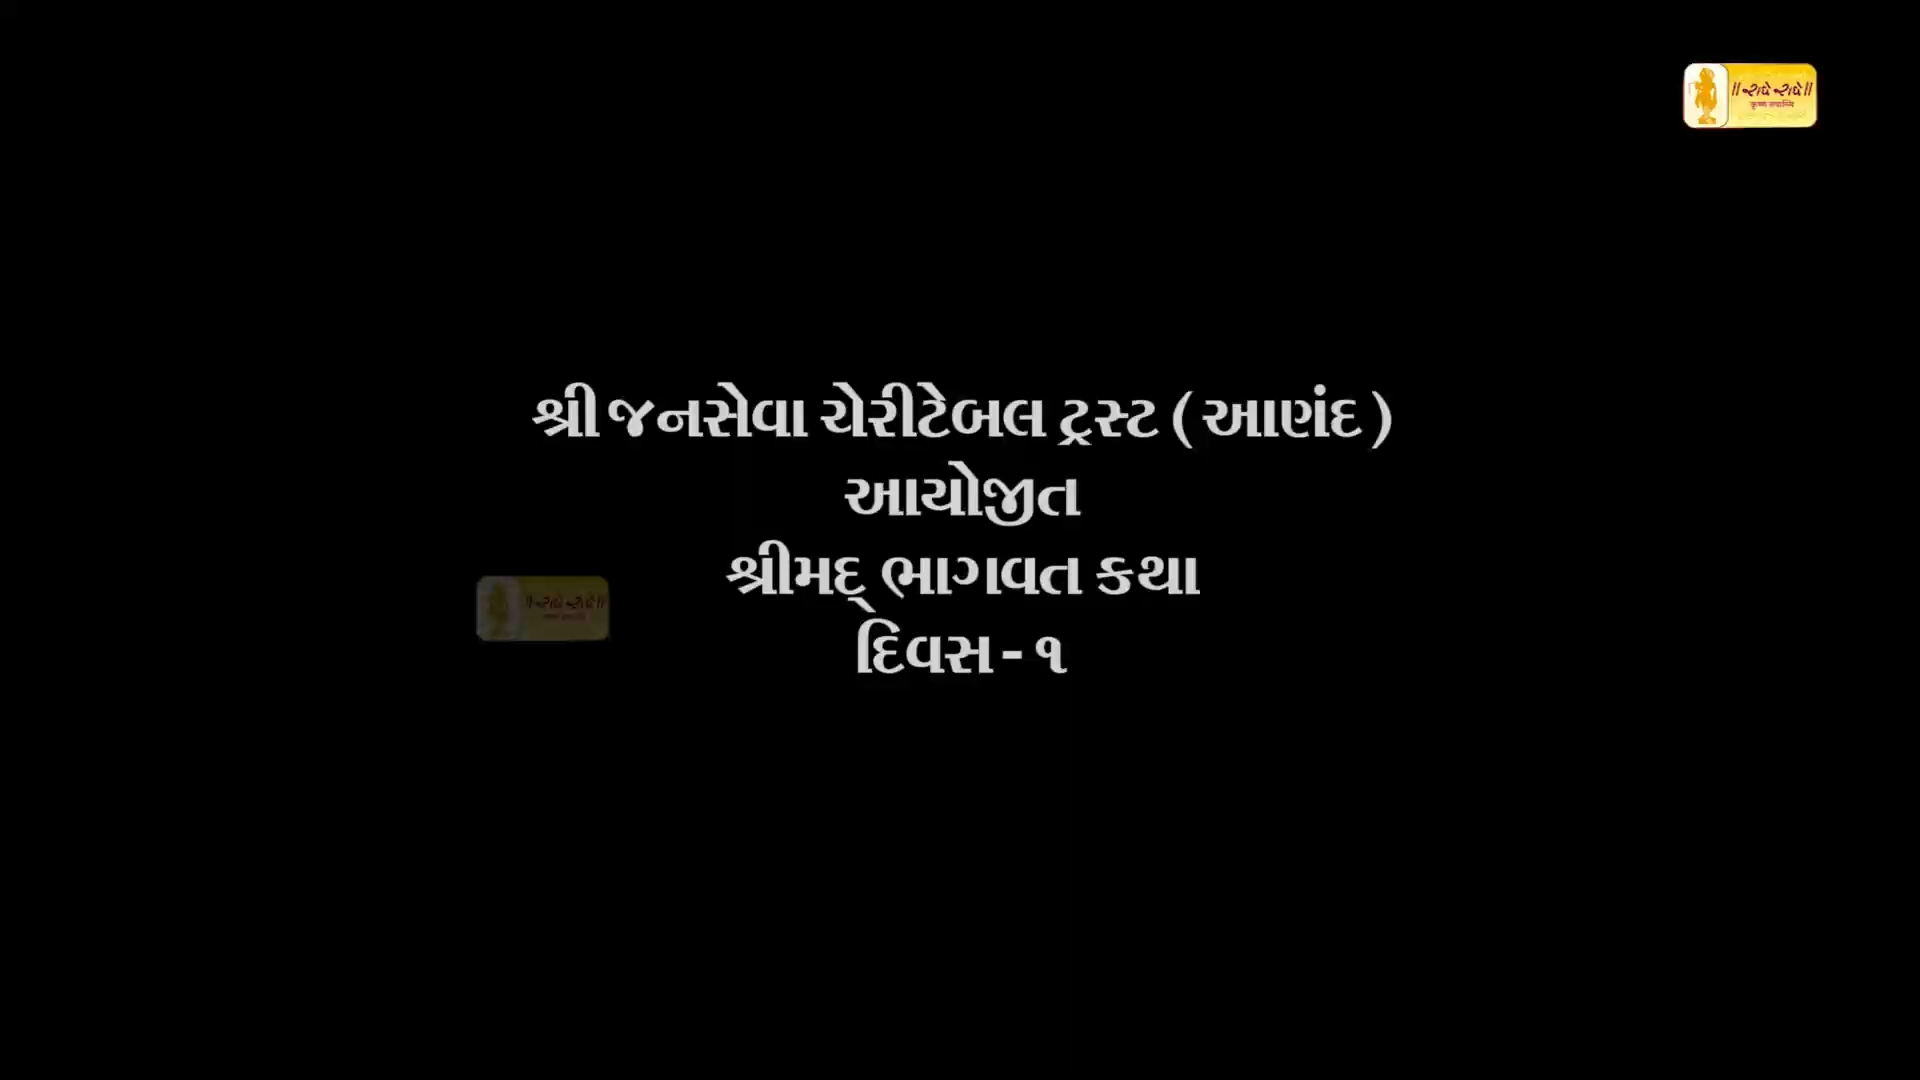 ॥ રાધે રાધે ॥
શ્રી જનસેવા ચેરીટેબલ ટ્રસ્ટ ( આણંદ )
આયોજીત
શ્રીમદ્ ભાગવત કથા
દિવસ - ૧